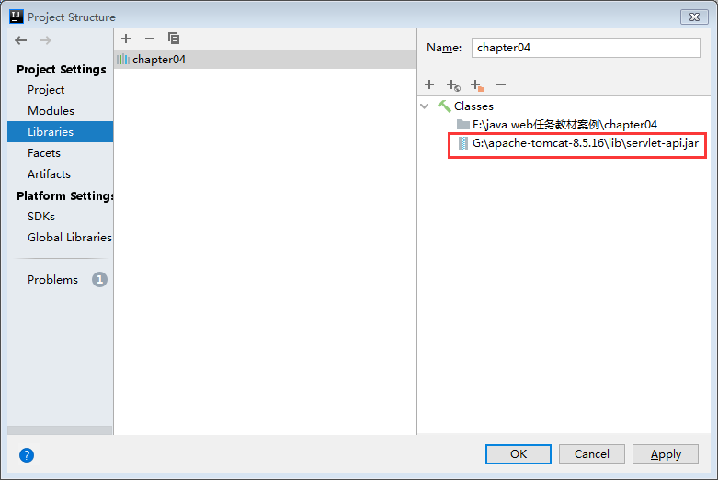 Project Structure
Project Settings
Project
Modules
Libraries
Facets
Artifacts
Platform Settings
SDKs
Global Libraries
Problems 1
chapter04
Name: chapter04
Classes
E:\java web任务教材案例\chapter04
G:\apache-tomcat-8.5.16\lib\servlet-api.jar
? OK Cancel Apply